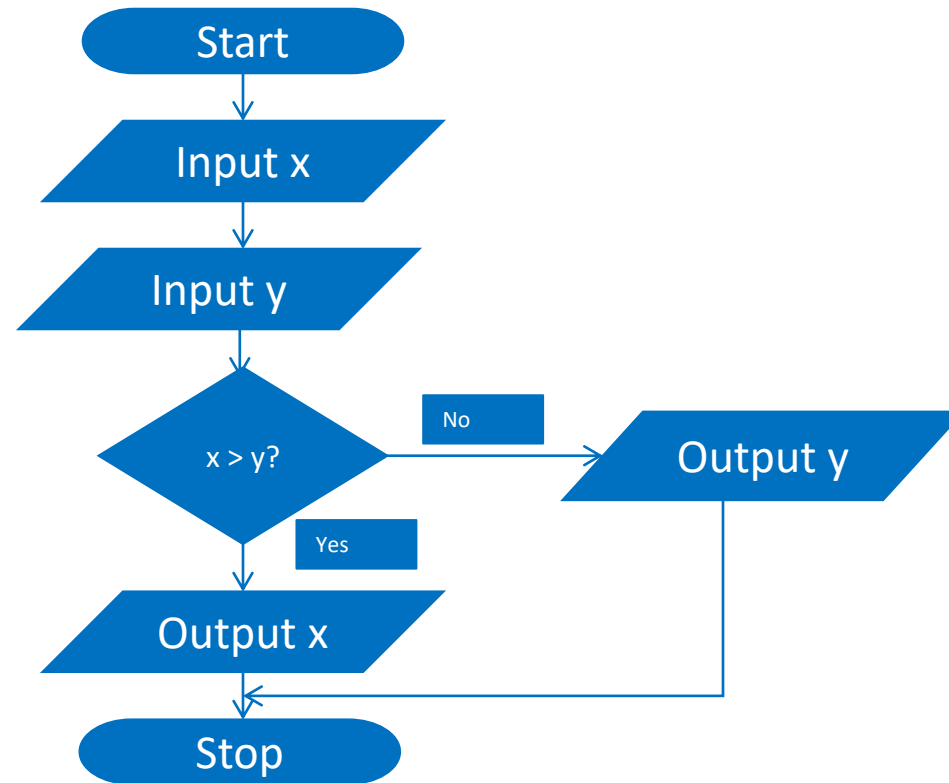 Start
Input x
Input y
x > y?
No
Output y
Yes
Output x
Stop